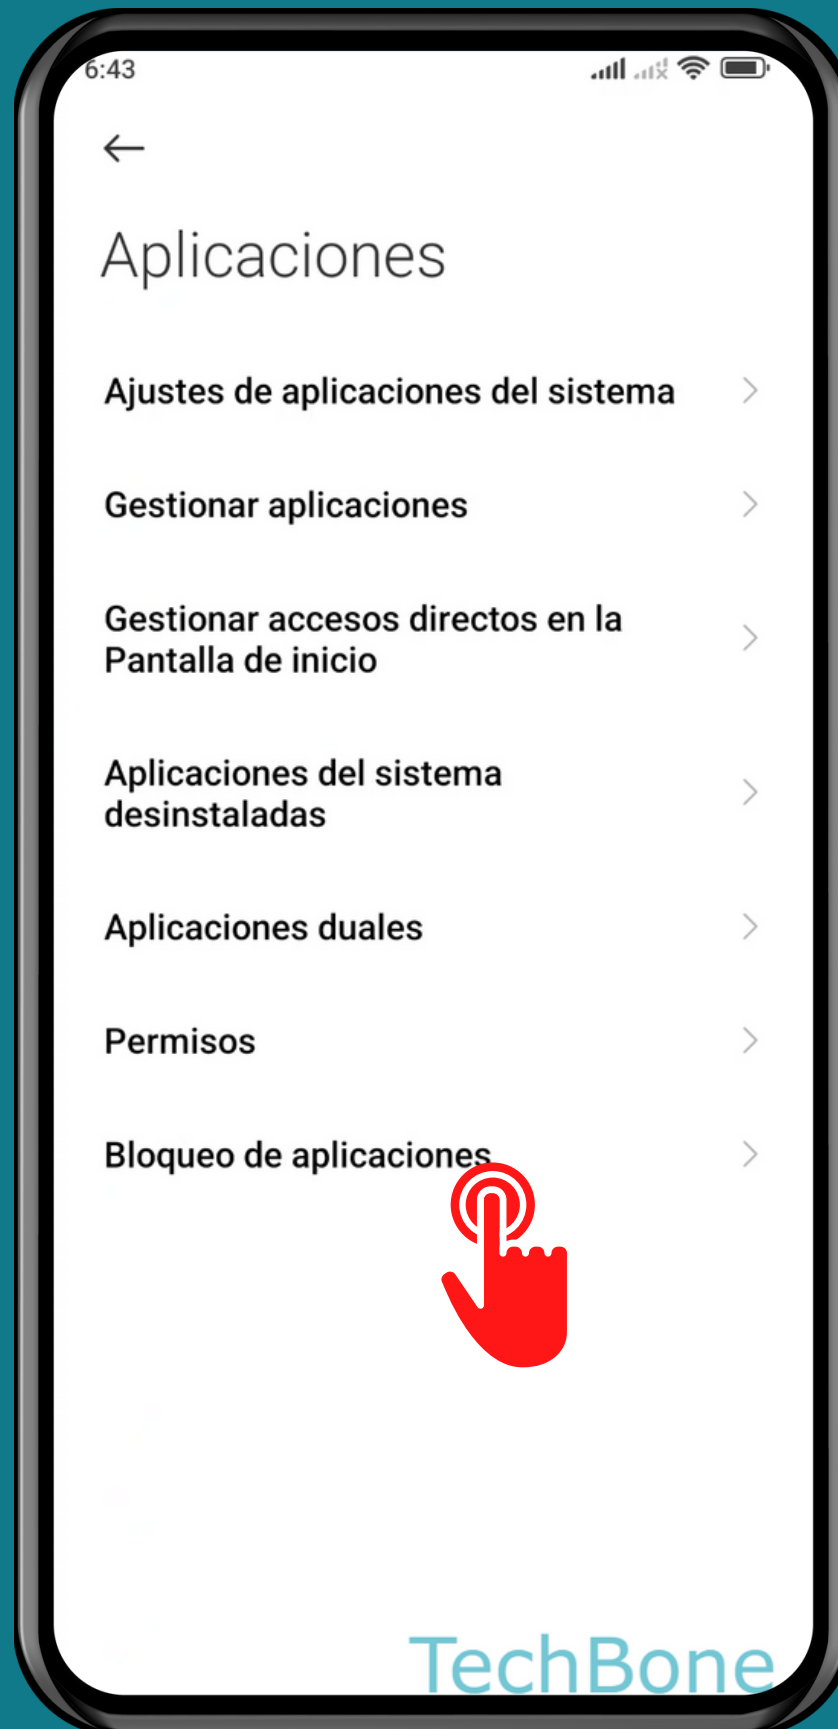 6:43
Aplicaciones
Ajustes de aplicaciones del sistema
Gestionar aplicaciones
Gestionar accesos directos en la
Pantalla de inicio
Aplicaciones del sistema
desinstaladas
Aplicaciones duales
Permisos
Bloqueo de aplicaciones
TechBone